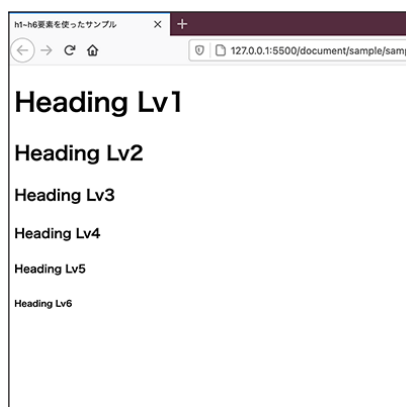 h1~h6要素を使ったサンプル
127.0.0.1:5500/document/sample/sam
Heading Lv1
Heading Lv2
Heading Lv3
Heading Lv4
Heading Lv5
Heading Lv6